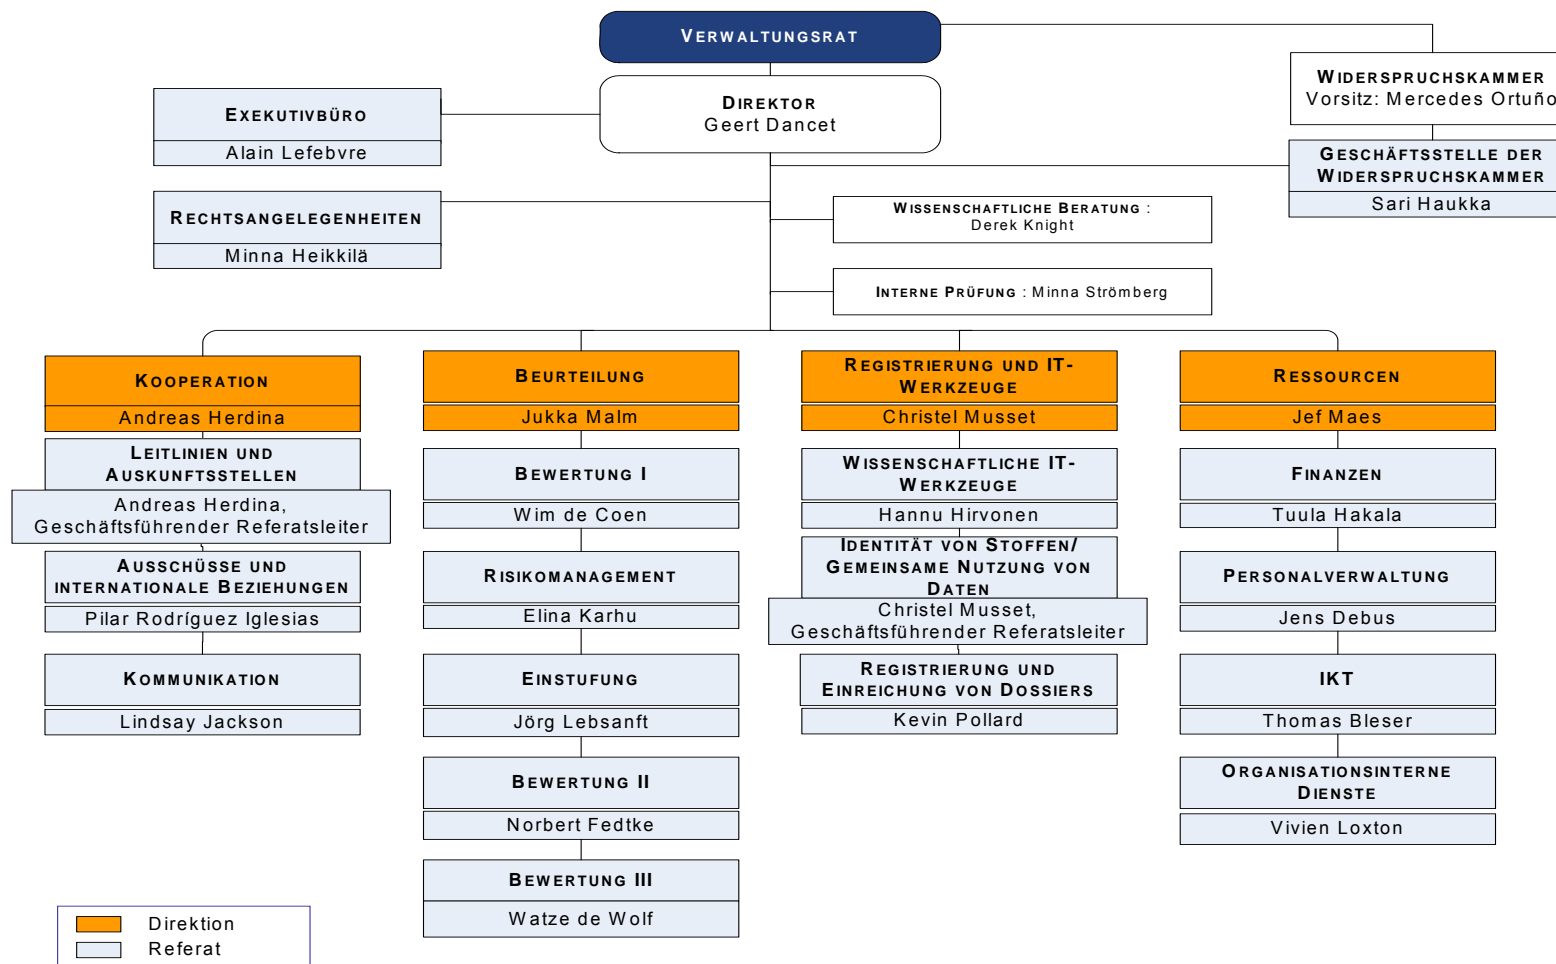 VERWALTUNGSRAT
WIDERSPRUCHSKAMMER
Vorsitz: Mercedes Ortuño
DIREKTOR
Geert Dancet
EXEKUTIVBÜRO
Alain Lefebvre
GESCHÄFTSSTELLE DER
WIDERSPRUCHSKAMMER
Sari Haukka
RECHTSANGELEGENHEITEN
Minna Heikkilä
WISSENSCHAFTLICHE BERATUNG :
Derek Knight
INTERNE PRÜFUNG : Minna Strömberg
KOOPERATION
Andreas Herdina
LEITLINIEN UND
AUSKUNFTSSTELLEN
Andreas Herdina,
Geschäftsführender Referatsleiter
AUSSCHÜSSE UND
INTERNATIONALE BEZIEHUNGEN
Pilar Rodríguez Iglesias
KOMMUNIKATION
Lindsay Jackson
BEURTEILUNG
Jukka Malm
BEWERTUNG I
Wim de Coen
RISIKOMANAGEMENT
Elina Karhu
EINSTUFUNG
Jörg Lebsanft
BEWERTUNG II
Norbert Fedtke
BEWERTUNG III
Watze de Wolf
REGISTRIERUNG UND IT-
WERKZEUGE
Christel Musset
WISSENSCHAFTLICHE IT-
WERKZEUGE
Hannu Hirvonen
IDENTITÄT VON STOFFEN/
GEMEINSAME NUTZUNG VON
DATEN
Christel Musset,
Geschäftsführender Referatsleiter
REGISTRIERUNG UND
EINREICHUNG VON DOSSIERS
Kevin Pollard
RESSOURCEN
Jef Maes
FINANZEN
Tuula Hakala
PERSONALVERWALTUNG
Jens Debus
IKT
Thomas Bleser
ORGANISATIONSINTERNE
DIENSTE
Vivien Loxton
Direktion
Referat